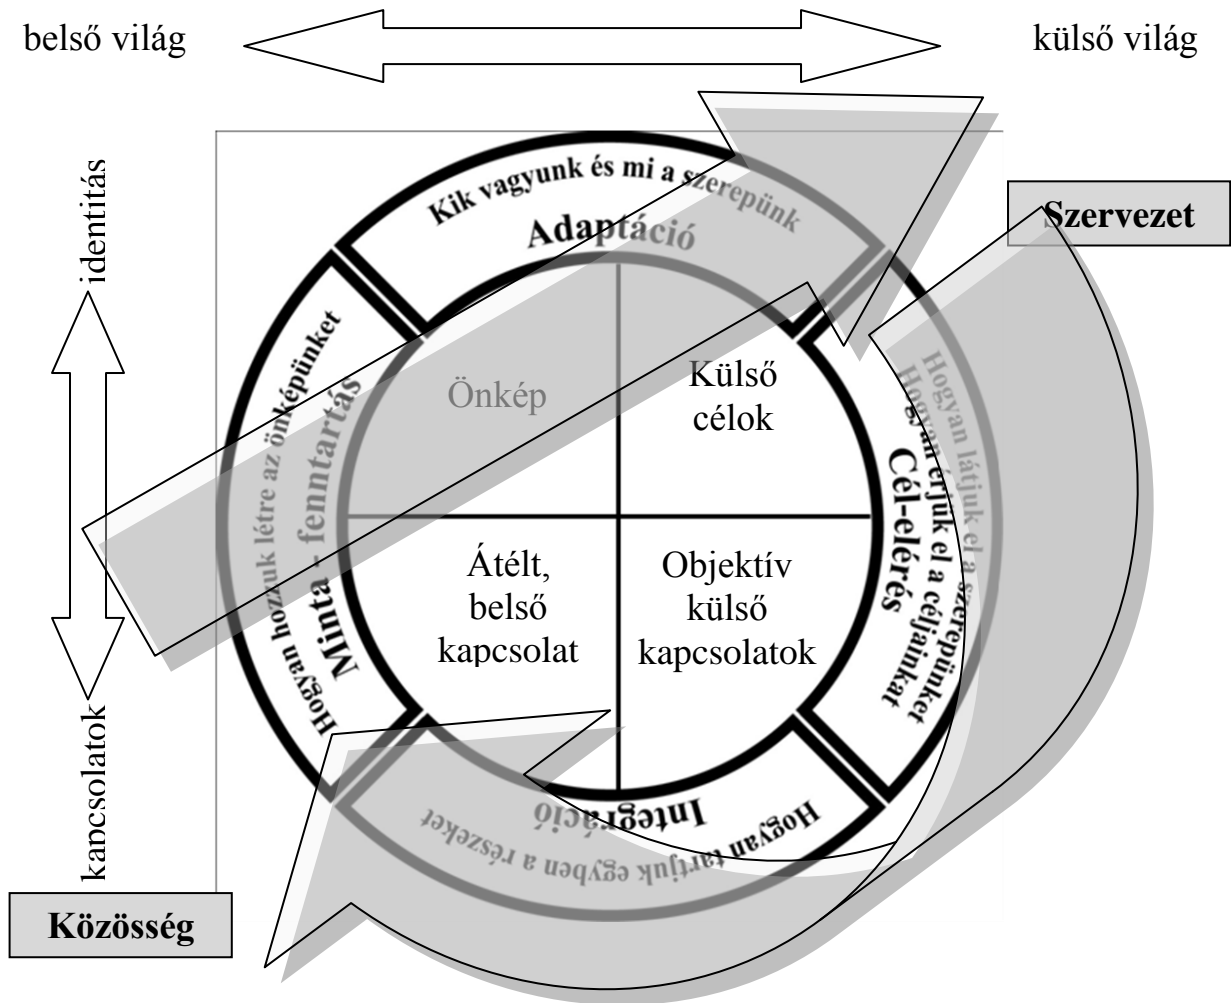 belső világ
külső világ
identitás
kapcsolatok
Szervezet
Közösség
Kik vagyunk és mi a szerepünk
Adaptáció
Hogyan hozzuk létre az önképünket
Minta - fenntartás
Önkép
Külső
célok
Átélt,
belső
kapcsolat
Objektív
külső
kapcsolatok
Hogyan látjuk el a szerepünket
Hogyan érjük el a céljainkat
Cél-elérés
Integráció
Hogyan tartjuk egyben a részeket